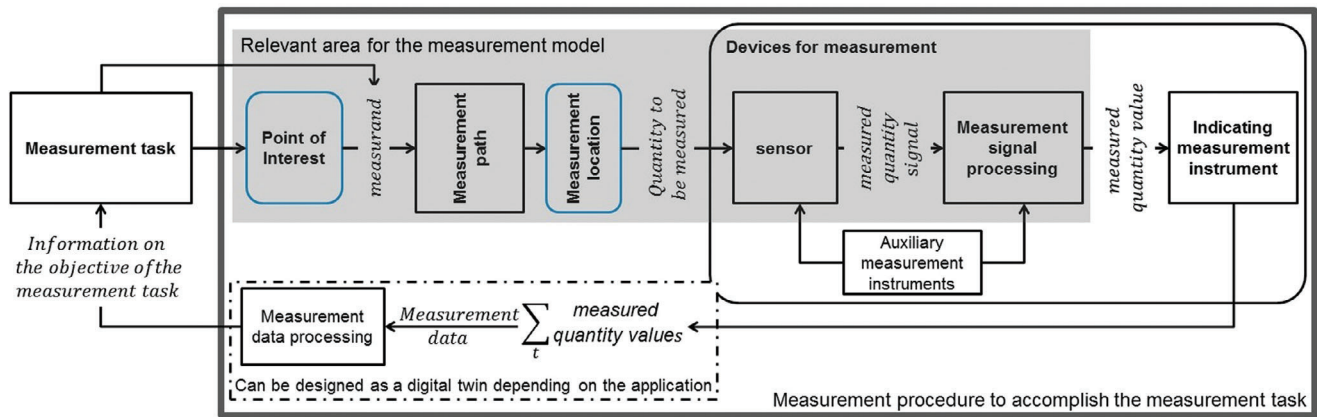 Relevant area for the measurement model
Devices for measurement
Measurement task
Point of
Interest
measurand
Measurement
path
Measurement
location
Quantity to
be measured
sensor
measured
quantity
signal
Measurement
signal
processing
measured
quantity value
Indicating
measurement
instrument
Auxiliary
measurement
instruments
Information on
the objective of the
measurement task
Measurement
data processing
Measurement
data
∑
t
measured
quantity values
Can be designed as a digital twin depending on the application
Measurement procedure to accomplish the measurement task